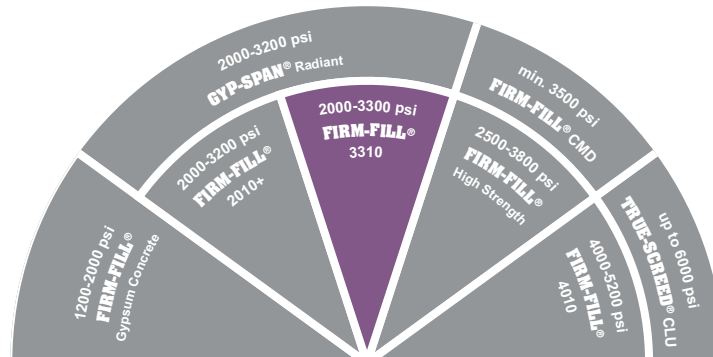 1200-2000 psi
FIRM-FILL®
Gypsum Concrete
2000-3200 psi
GYP-SPAN® Radiant
2000-3200 psi
FIRM-FILL®
2010+
2000-3300 psi
FIRM-FILL®
3310
min. 3500 psi
FIRM-FILL® CMD
2500-3800 psi
FIRM-FILL®
High Strength
up to 6000 psi
TRUE-SCREED® CLU
4000-5200 psi
FIRM-FILL®
4010